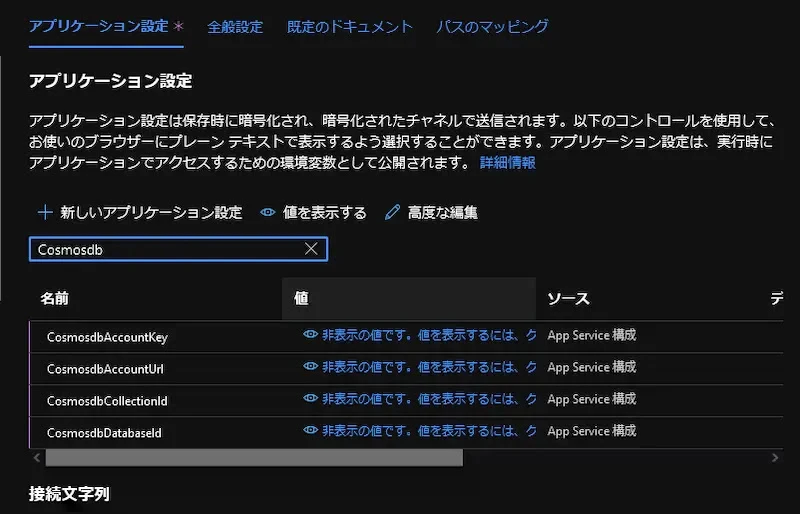 アプリケーション設定 * 全般設定 既定のドキュメント パスのマッピング
アプリケーション設定
アプリケーション設定は保存時に暗号化され、暗号化されたチャネルで送信されます。以下のコントロールを使用して、
お使いのブラウザーにプレーン テキストで表示するよう選択することができます。アプリケーション設定は、実行時に
アプリケーションでアクセスするための環境変数として公開されます。 詳細情報
新しいアプリケーション設定 値を表示する 高度な編集
Cosmosdb
名前 値 ソース デ
CosmosdbAccountKey 非表示の値です。値を表示するには、ク App Service 構成
CosmosdbAccountUrl 非表示の値です。値を表示するには、ク App Service 構成
CosmosdbCollectionId 非表示の値です。値を表示するには、ク App Service 構成
CosmosdbDatabaseId 非表示の値です。値を表示するには、ク App Service 構成
接続文字列